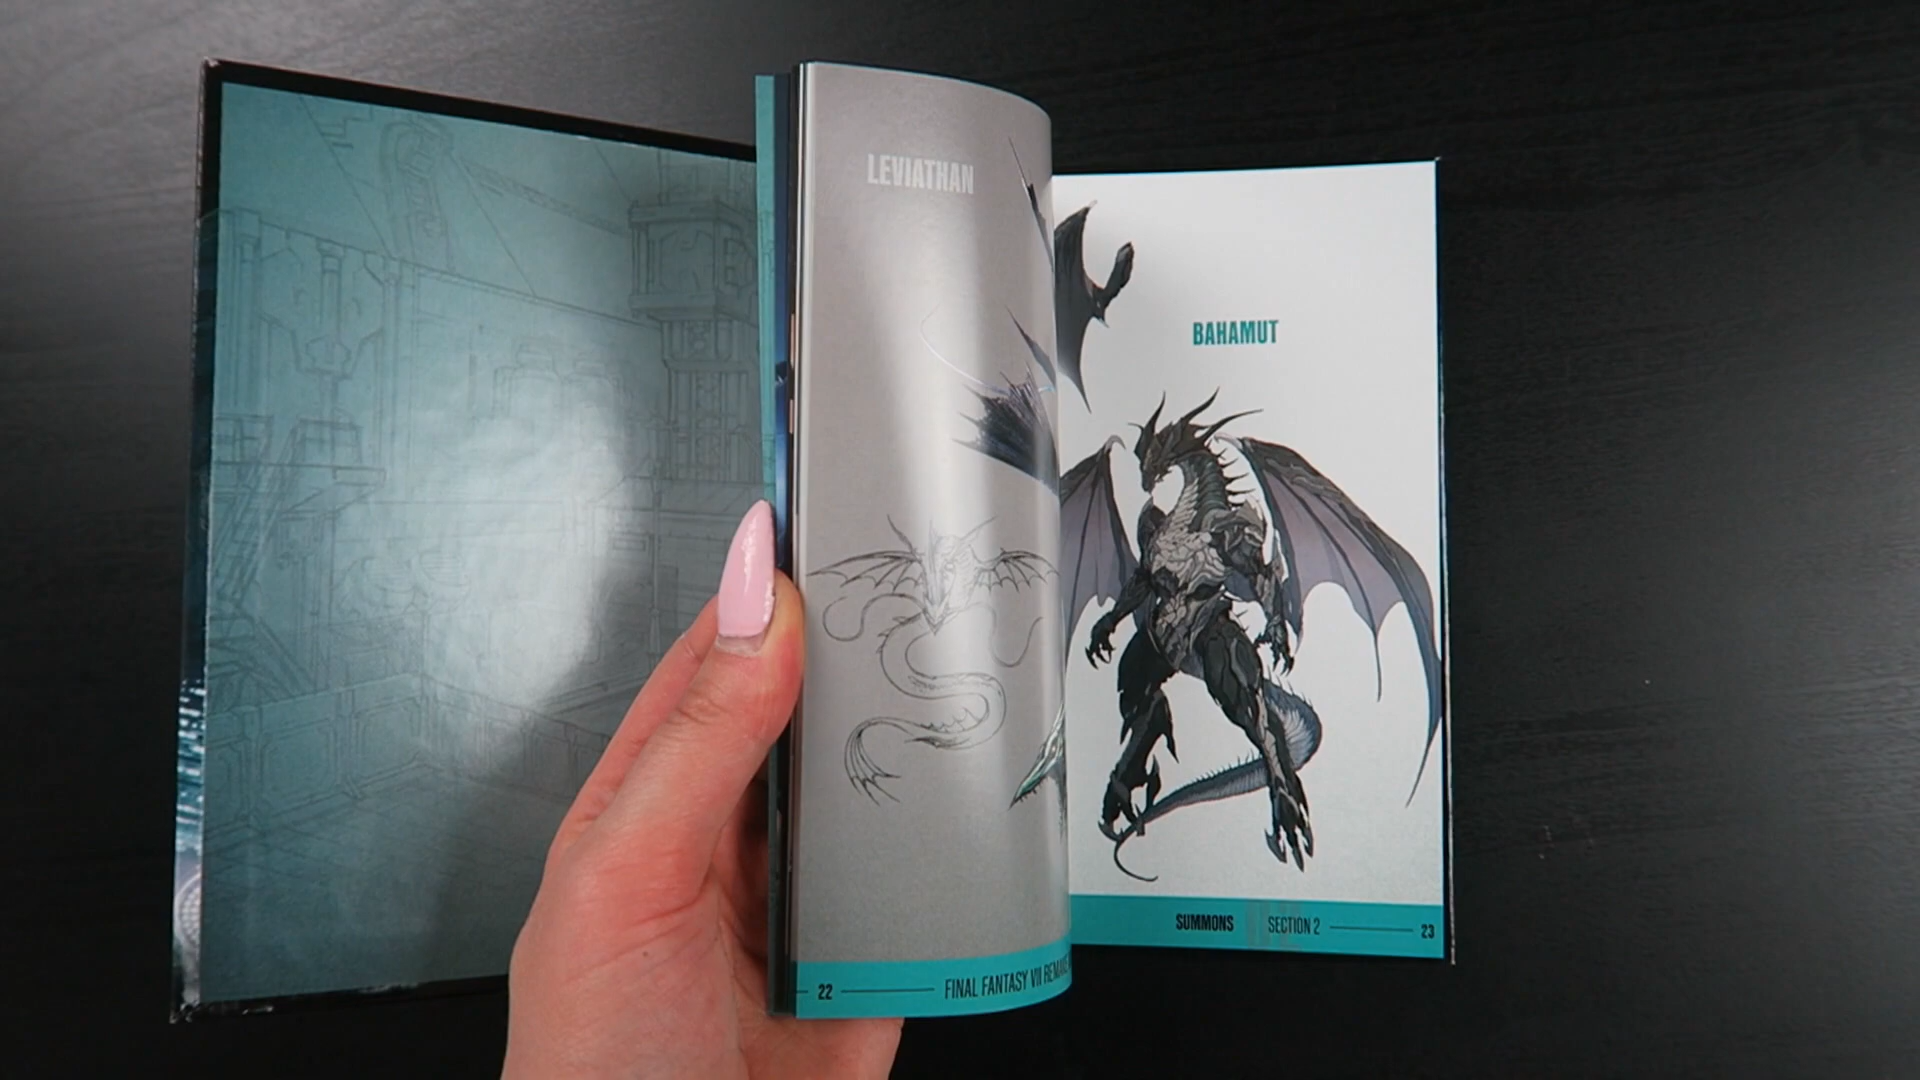 LEVIATHAN
22
FINAL FANTASY VII REMAKE
BAHAMUT
SUMMONS SECTION 2 23